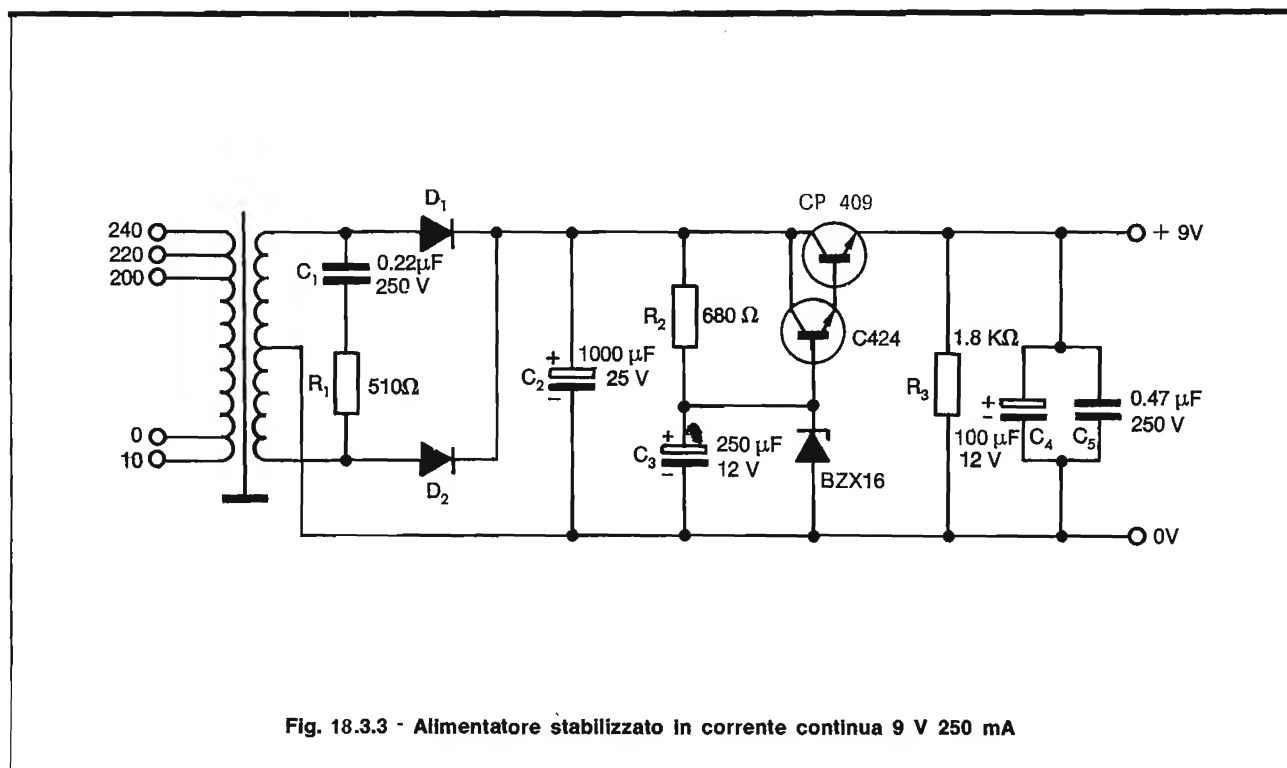 240
220
200
0
10
C1
0.22µF
250 V
R1
510Ω
D1
D2
C2
+
1000 µF
25 V
−
R2
680 Ω
C3
+
250 µF
12 V
−
CP 409
C424
BZX16
1.8 KΩ
R3
+
−
100 µF
12 V
C4
C5
0.47 µF
250 V
+ 9V
0V
Fig. 18.3.3 - Alimentatore stabilizzato in corrente continua 9 V 250 mA